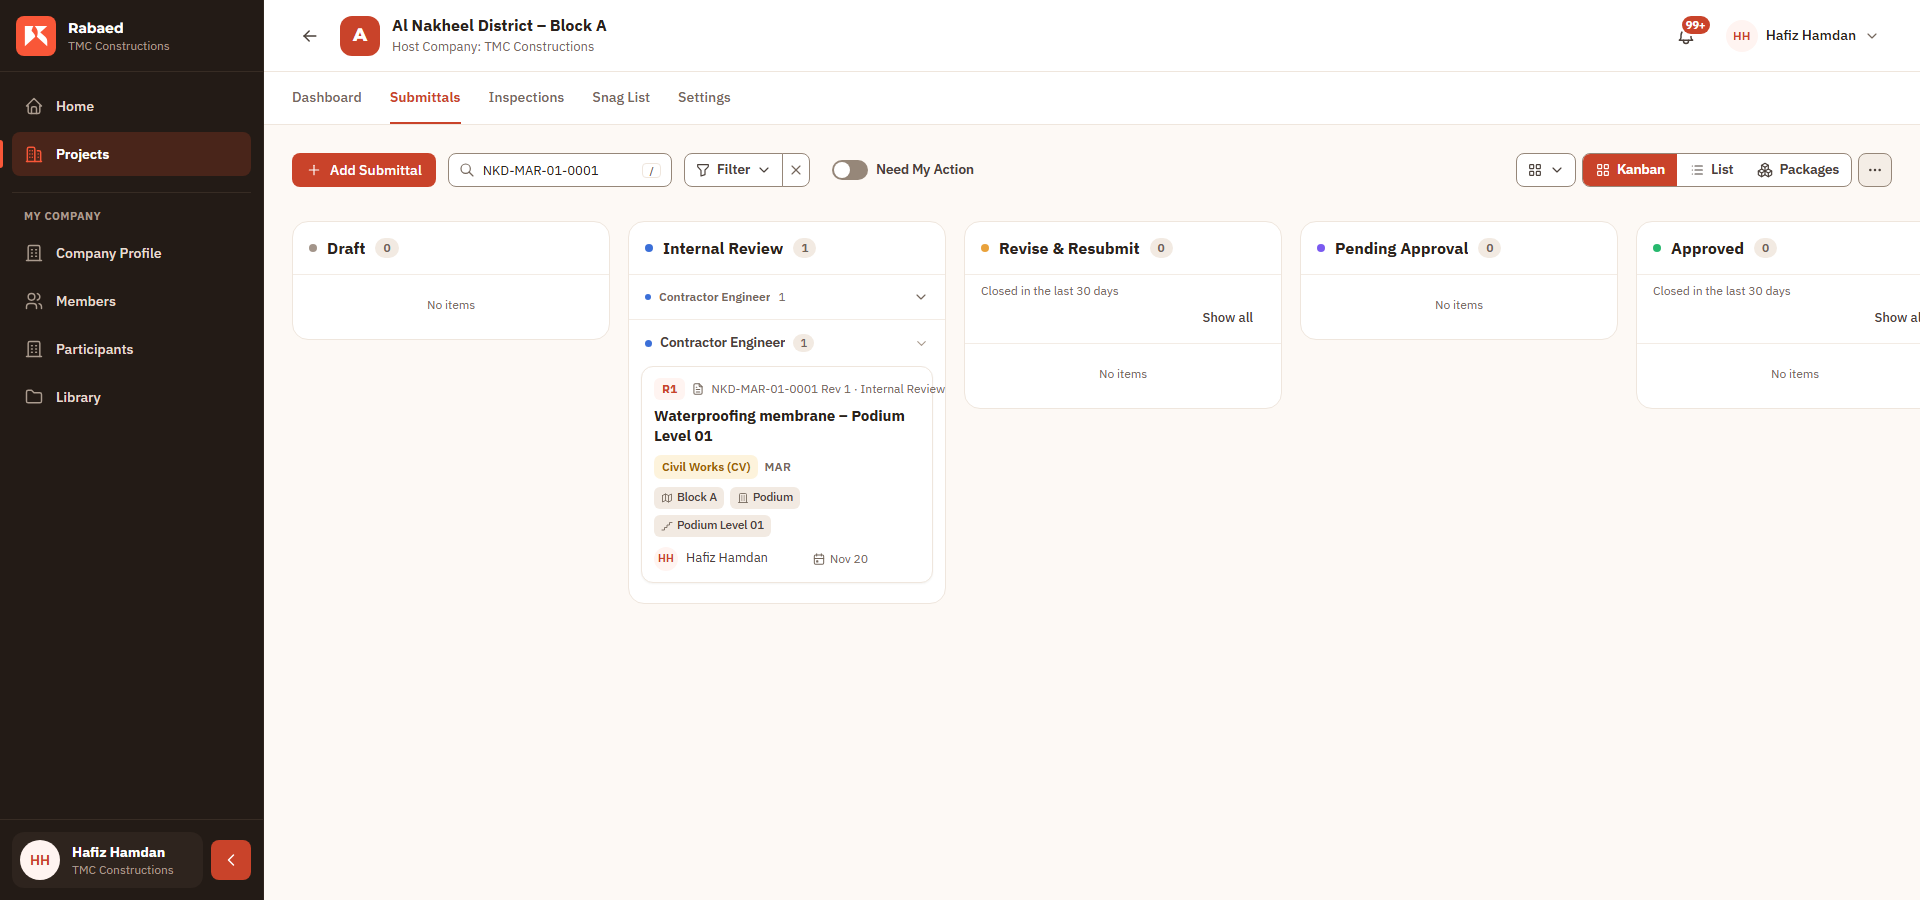 Rabaed
TMC Constructions
Home
Projects
MY COMPANY
Company Profile
Members
Participants
Library
HH
Hafiz Hamdan
TMC Constructions
A
Al Nakheel District – Block A
Host Company: TMC Constructions
99+
HH
Hafiz Hamdan
Dashboard
Submittals
Inspections
Snag List
Settings
+ Add Submittal
NKD-MAR-01-0001
/
Filter
Need My Action
Kanban
List
Packages
Draft 0
No items
Internal Review 1
Contractor Engineer 1
Contractor Engineer 1
R1 NKD-MAR-01-0001 Rev 1 · Internal Review
Waterproofing membrane – Podium
Level 01
Civil Works (CV) MAR
Block A Podium
Podium Level 01
HH Hafiz Hamdan Nov 20
Revise & Resubmit 0
Closed in the last 30 days
Show all
No items
Pending Approval 0
No items
Approved 0
Closed in the last 30 days
Show al
No items